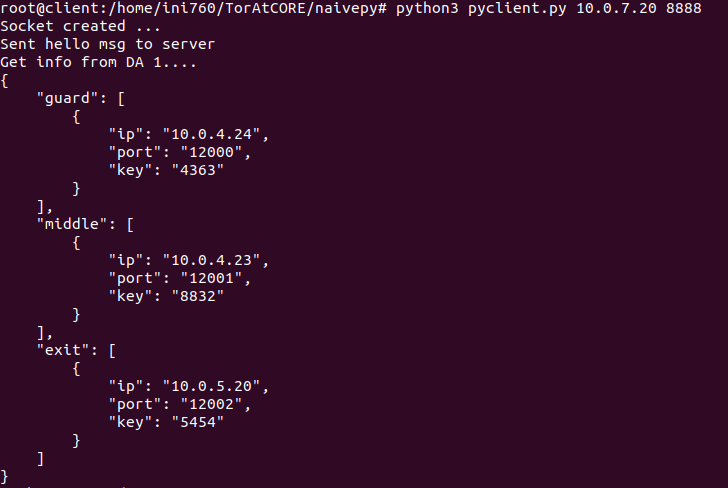 root@client:/home/ini760/TorAtCORE/naivepy# python3 pyclient.py 10.0.7.20 8888
Socket created ...
Sent hello msg to server
Get info from DA 1....
{
    "guard": [
        {
            "ip": "10.0.4.24",
            "port": "12000",
            "key": "4363"
        }
    ],
    "middle": [
        {
            "ip": "10.0.4.23",
            "port": "12001",
            "key": "8832"
        }
    ],
    "exit": [
        {
            "ip": "10.0.5.20",
            "port": "12002",
            "key": "5454"
        }
    ]
}